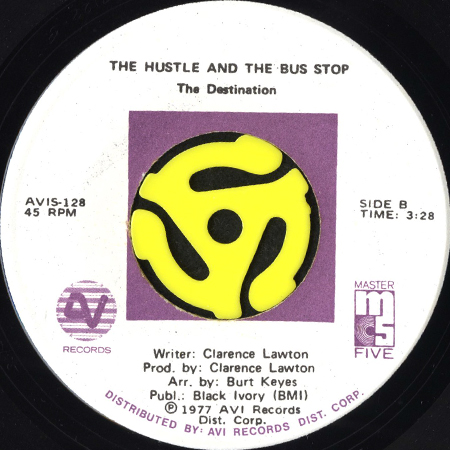 THE HUSTLE AND THE BUS STOP
The Destination
AVIS-128
45 RPM
SIDE B
TIME: 3:28
AV
RECORDS
MASTER
m
5
FIVE
Writer: Clarence Lawton
Prod. by: Clarence Lawton
Arr. by: Burt Keyes
Publ.: Black Ivory (BMI)
℗ 1977 AVI Records
Dist. Corp.
DISTRIBUTED BY: AVI RECORDS DIST. CORP.